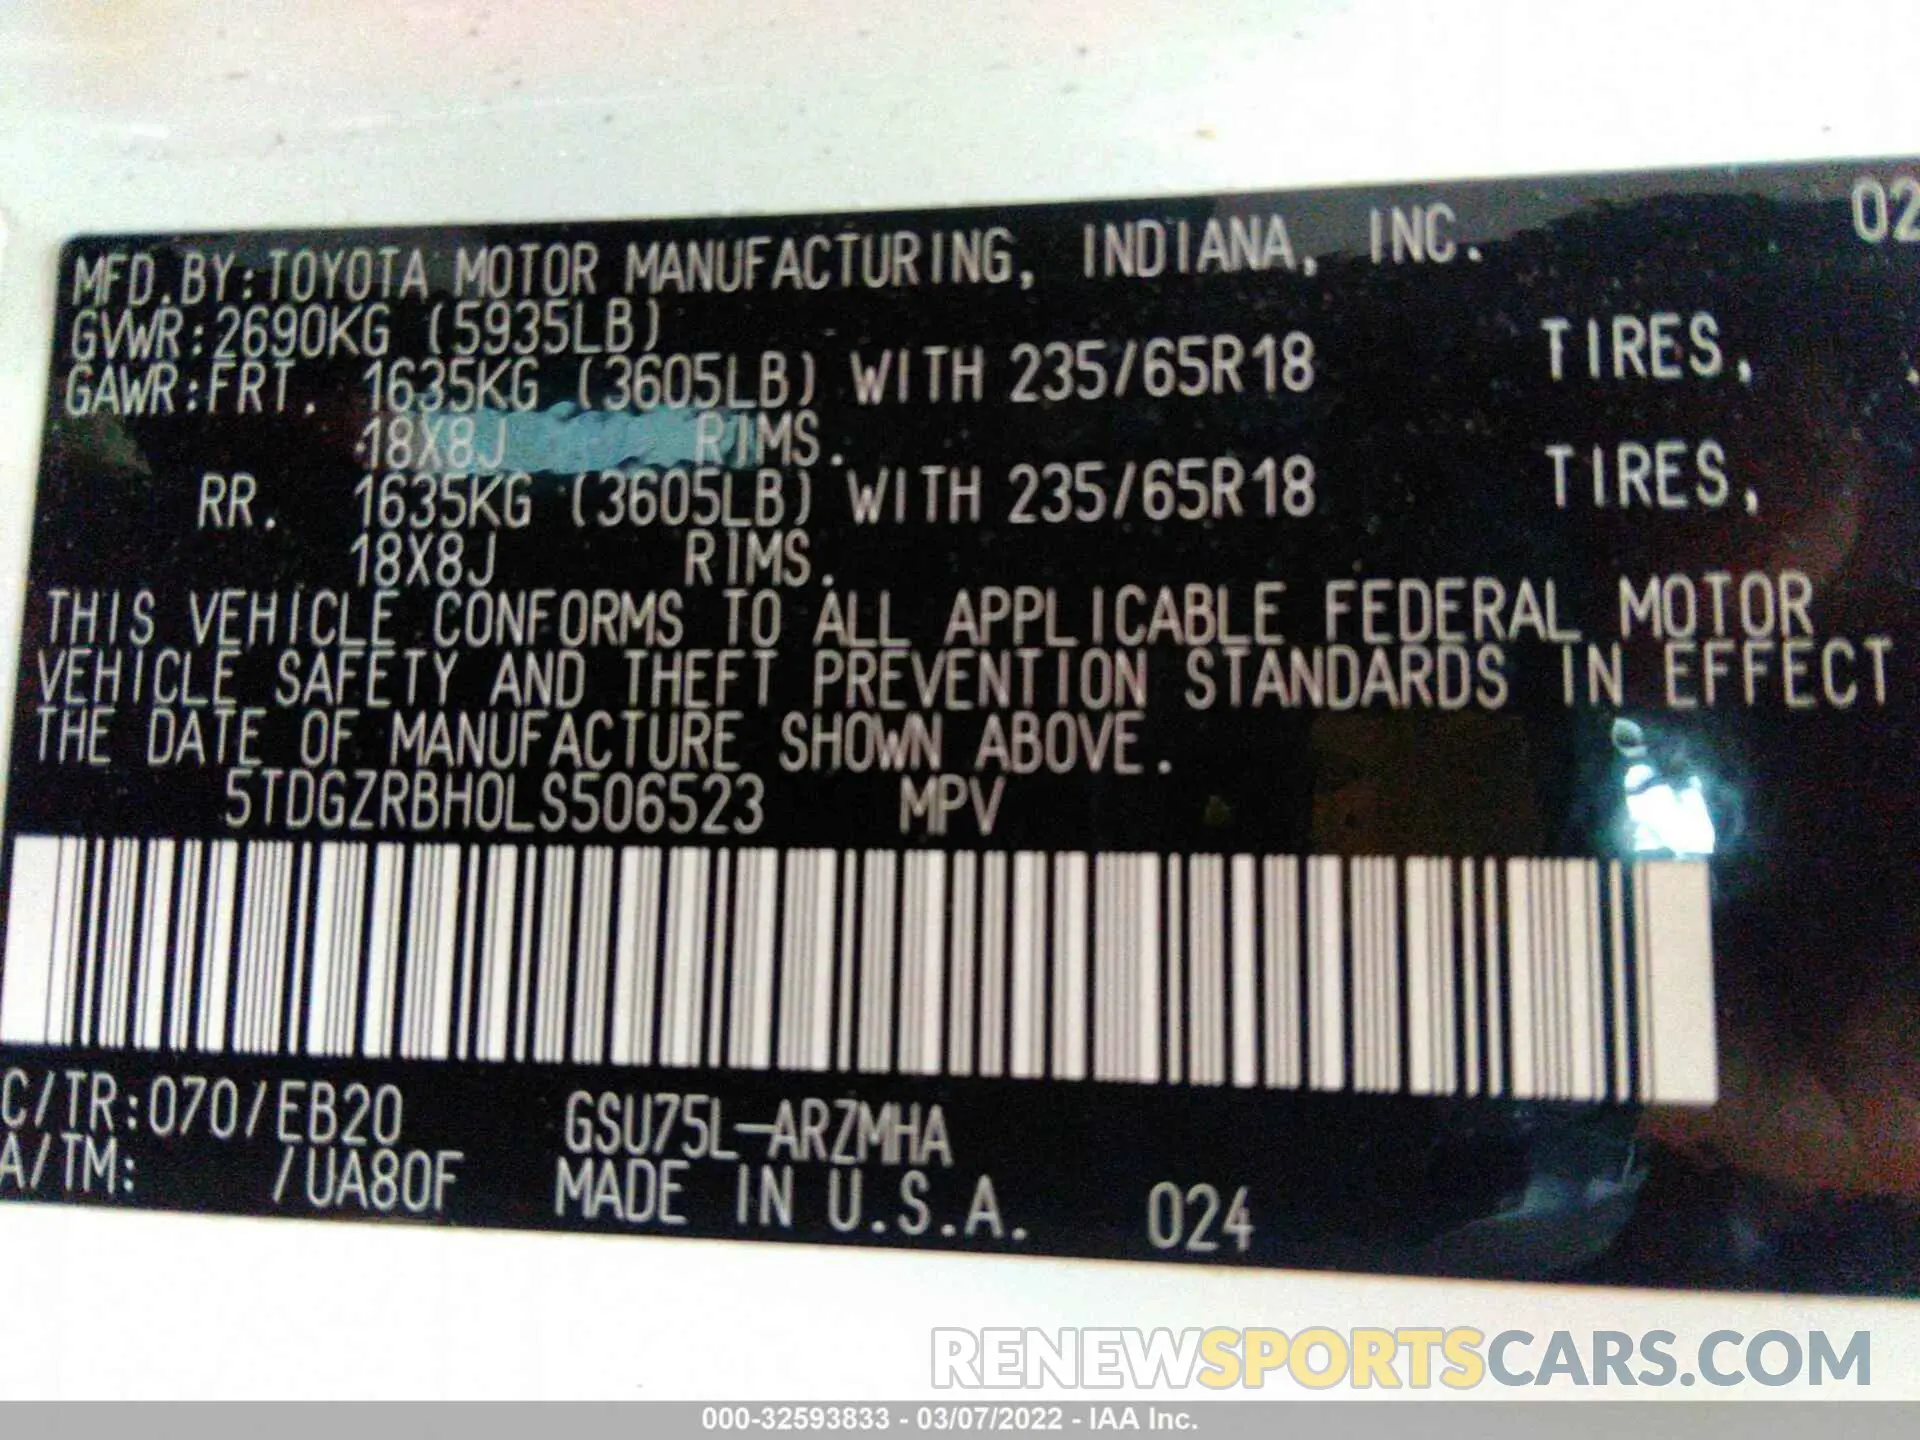 MFD.BY:TOYOTA MOTOR MANUFACTURING, INDIANA, INC. 02
GVWR:2690KG (5935LB)
GAWR:FRT. 1635KG (3605LB) WITH 235/65R18 TIRES,
18X8J RIMS.
RR. 1635KG (3605LB) WITH 235/65R18 TIRES,
18X8J RIMS.
THIS VEHICLE CONFORMS TO ALL APPLICABLE FEDERAL MOTOR
VEHICLE SAFETY AND THEFT PREVENTION STANDARDS IN EFFECT
THE DATE OF MANUFACTURE SHOWN ABOVE.
5TDGZRBH0LS506523 MPV
C/TR:070/EB20 GSU75L-ARZMHA
A/TM: /UA80F MADE IN U.S.A. 024
RENEWSPORTSCARS.COM
000-32593833 - 03/07/2022 - IAA Inc.